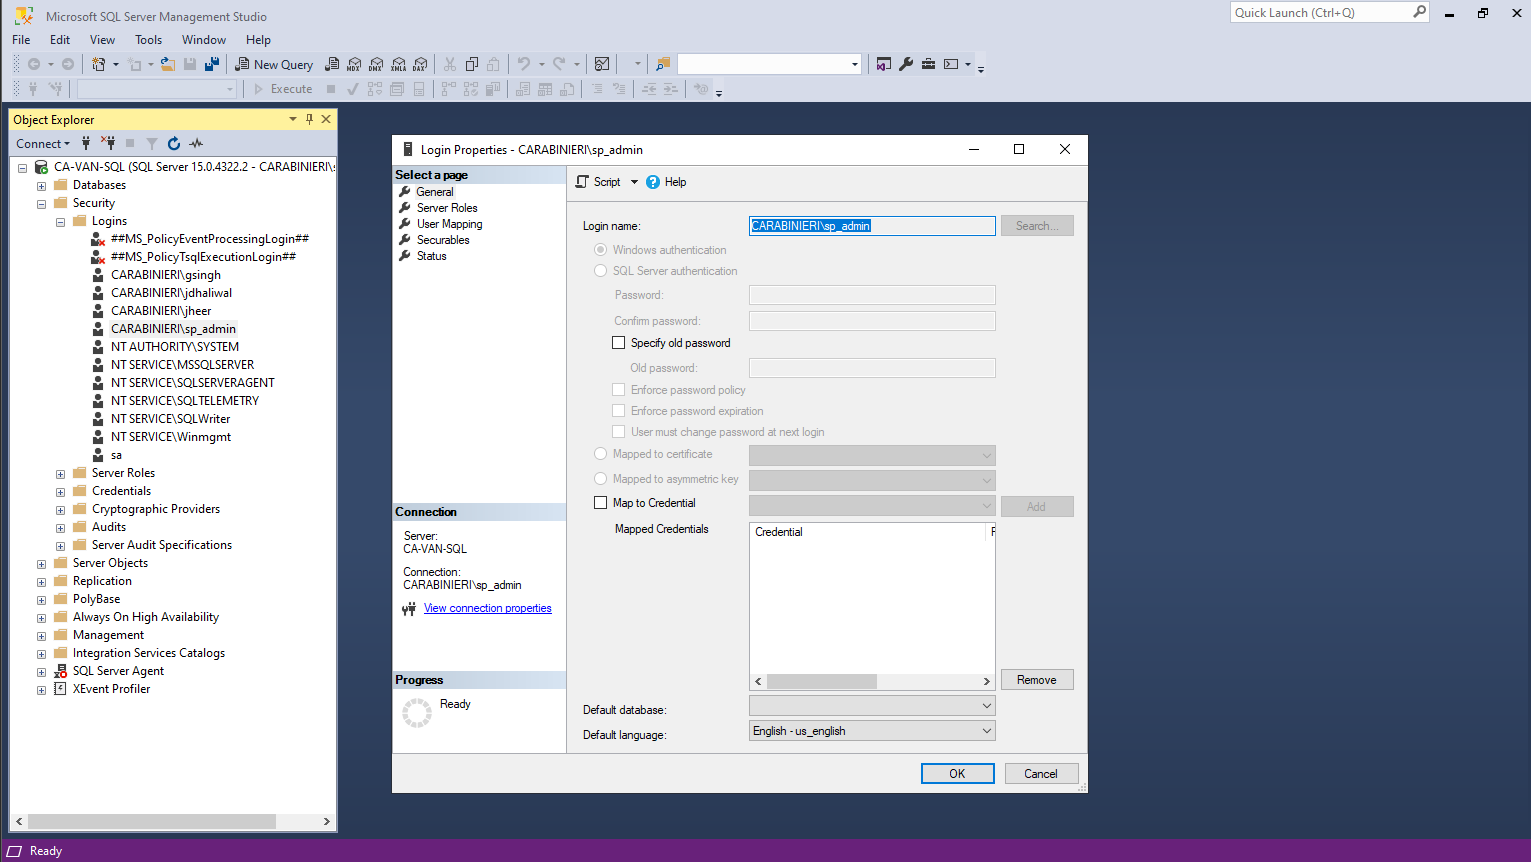 Microsoft SQL Server Management Studio
Quick Launch (Ctrl+Q)
File Edit View Tools Window Help
New Query MDX DMX XMLA DAX
Execute
Object Explorer
Connect
CA-VAN-SQL (SQL Server 15.0.4322.2 - CARABINIERI\
Databases
Security
Logins
##MS_PolicyEventProcessingLogin##
##MS_PolicyTsqlExecutionLogin##
CARABINIERI\gsingh
CARABINIERI\jdhaliwal
CARABINIERI\jheer
CARABINIERI\sp_admin
NT AUTHORITY\SYSTEM
NT SERVICE\MSSQLSERVER
NT SERVICE\SQLSERVERAGENT
NT SERVICE\SQLTELEMETRY
NT SERVICE\SQLWriter
NT SERVICE\Winmgmt
sa
Server Roles
Credentials
Cryptographic Providers
Audits
Server Audit Specifications
Server Objects
Replication
PolyBase
Always On High Availability
Management
Integration Services Catalogs
SQL Server Agent
XEvent Profiler
Login Properties - CARABINIERI\sp_admin
Select a page
General
Server Roles
User Mapping
Securables
Status
Connection
Server:
CA-VAN-SQL
Connection:
CARABINIERI\sp_admin
View connection properties
Progress
Ready
Script Help
Login name: CARABINIERI\sp_admin Search...
Windows authentication
SQL Server authentication
Password:
Confirm password:
Specify old password
Old password:
Enforce password policy
Enforce password expiration
User must change password at next login
Mapped to certificate
Mapped to asymmetric key
Map to Credential Add
Mapped Credentials Credential
Remove
Default database:
Default language: English - us_english
OK Cancel
Ready